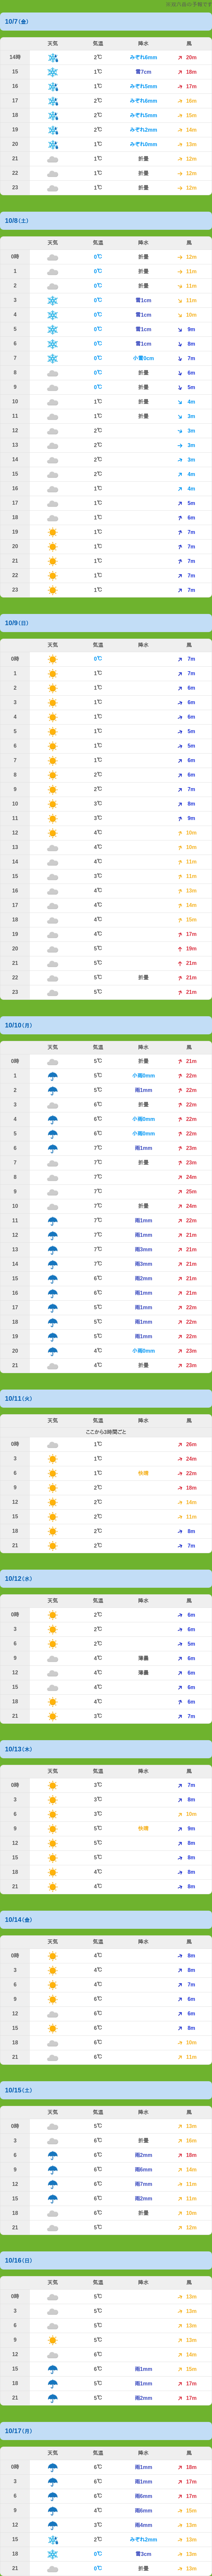 10/7(金)
天気 気温 降水 風
14時 2℃ みぞれ6mm 20m
15 1℃ 雪7cm 18m
16 1℃ みぞれ5mm 17m
17 2℃ みぞれ6mm 16m
18 2℃ みぞれ5mm 15m
19 2℃ みぞれ2mm 14m
20 1℃ みぞれ0mm 13m
21 1℃ 折曇 12m
22 1℃ 折曇 12m
23 1℃ 折曇 12m
10/8(土)
天気 気温 降水 風
0時 0℃ 折曇 12m
1 0℃ 折曇 11m
2 0℃ 折曇 11m
3 0℃ 雪1cm 11m
4 0℃ 雪1cm 10m
5 0℃ 雪1cm 9m
6 0℃ 雪1cm 8m
7 0℃ 小雪0cm 7m
8 0℃ 折曇 6m
9 0℃ 折曇 5m
10 1℃ 折曇 4m
11 1℃ 折曇 3m
12 2℃ 3m
13 2℃ 3m
14 2℃ 3m
15 2℃ 4m
16 1℃ 4m
17 1℃ 5m
18 1℃ 6m
19 1℃ 7m
20 1℃ 7m
21 1℃ 7m
22 1℃ 7m
23 1℃ 7m
10/9(日)
天気 気温 降水 風
0時 0℃ 7m
1 1℃ 7m
2 1℃ 6m
3 1℃ 6m
4 1℃ 6m
5 1℃ 5m
6 1℃ 5m
7 1℃ 6m
8 2℃ 6m
9 2℃ 7m
10 3℃ 8m
11 3℃ 9m
12 4℃ 10m
13 4℃ 10m
14 4℃ 11m
15 3℃ 11m
16 4℃ 13m
17 4℃ 14m
18 4℃ 15m
19 4℃ 17m
20 5℃ 19m
21 5℃ 21m
22 5℃ 折曇 21m
23 5℃ 21m
10/10(月)
天気 気温 降水 風
0時 5℃ 折曇 21m
1 5℃ 小雨0mm 22m
2 5℃ 雨1mm 22m
3 6℃ 折曇 22m
4 6℃ 小雨0mm 22m
5 6℃ 小雨0mm 22m
6 7℃ 雨1mm 23m
7 7℃ 折曇 23m
8 7℃ 24m
9 7℃ 25m
10 7℃ 折曇 24m
11 7℃ 雨1mm 22m
12 7℃ 雨1mm 21m
13 7℃ 雨3mm 21m
14 7℃ 雨3mm 21m
15 6℃ 雨2mm 21m
16 6℃ 雨1mm 21m
17 5℃ 雨1mm 22m
18 5℃ 雨1mm 22m
19 5℃ 雨1mm 22m
20 4℃ 小雨0mm 23m
21 4℃ 折曇 23m
10/11(火)
天気 気温 降水 風
ここから3時間ごと
0時 1℃ 26m
3 1℃ 24m
6 1℃ 快晴 22m
9 2℃ 18m
12 2℃ 14m
15 2℃ 11m
18 2℃ 8m
21 2℃ 7m
10/12(水)
天気 気温 降水 風
0時 2℃ 6m
3 2℃ 6m
6 2℃ 5m
9 4℃ 薄曇 6m
12 4℃ 薄曇 6m
15 4℃ 6m
18 4℃ 6m
21 3℃ 7m
10/13(木)
天気 気温 降水 風
0時 3℃ 7m
3 3℃ 8m
6 3℃ 10m
9 5℃ 快晴 9m
12 5℃ 8m
15 5℃ 8m
18 4℃ 8m
21 4℃ 8m
10/14(金)
天気 気温 降水 風
0時 4℃ 8m
3 4℃ 8m
6 4℃ 7m
9 6℃ 6m
12 6℃ 6m
15 6℃ 8m
18 6℃ 10m
21 6℃ 11m
10/15(土)
天気 気温 降水 風
0時 5℃ 13m
3 6℃ 折曇 16m
6 6℃ 雨2mm 18m
9 6℃ 雨6mm 14m
12 6℃ 雨7mm 11m
15 6℃ 雨2mm 11m
18 6℃ 折曇 10m
21 5℃ 12m
10/16(日)
天気 気温 降水 風
0時 5℃ 13m
3 5℃ 13m
6 5℃ 13m
9 5℃ 13m
12 6℃ 14m
15 6℃ 雨1mm 15m
18 5℃ 雨1mm 17m
21 5℃ 雨2mm 17m
10/17(月)
天気 気温 降水 風
0時 6℃ 雨1mm 18m
3 6℃ 雨1mm 17m
6 6℃ 雨6mm 17m
9 4℃ 雨6mm 15m
12 3℃ 雨4mm 13m
15 2℃ みぞれ2mm 13m
18 0℃ 雪3cm 13m
21 0℃ 折曇 13m